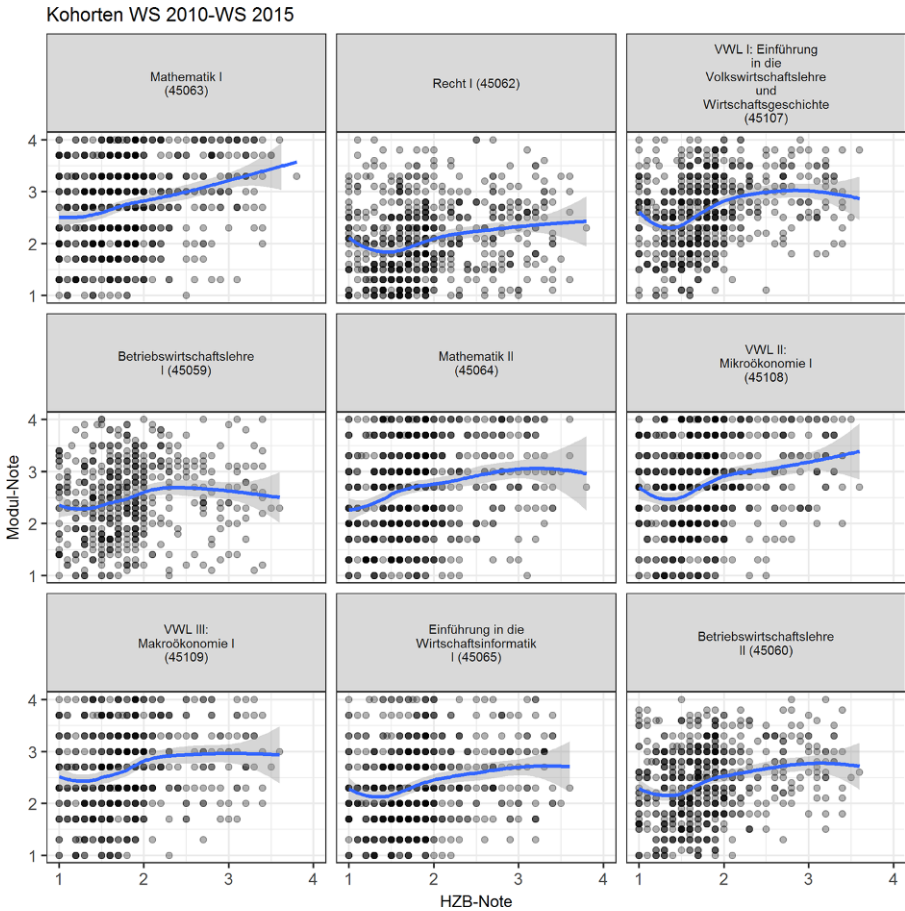 Kohorten WS 2010-WS 2015
Mathematik I
(45063)
Recht I (45062)
VWL I: Einführung
in die
Volkswirtschaftslehre
und
Wirtschaftsgeschichte
(45107)
4
3
2
1
Betriebswirtschaftslehre
I (45059)
Mathematik II
(45064)
VWL II:
Mikroökonomie I
(45108)
Modul-Note
4
3
2
1
VWL III:
Makroökonomie I
(45109)
Einführung in die
Wirtschaftsinformatik
I (45065)
Betriebswirtschaftslehre
II (45060)
4
3
2
1
1 2 3 4 1 2 3 4 1 2 3 4
HZB-Note